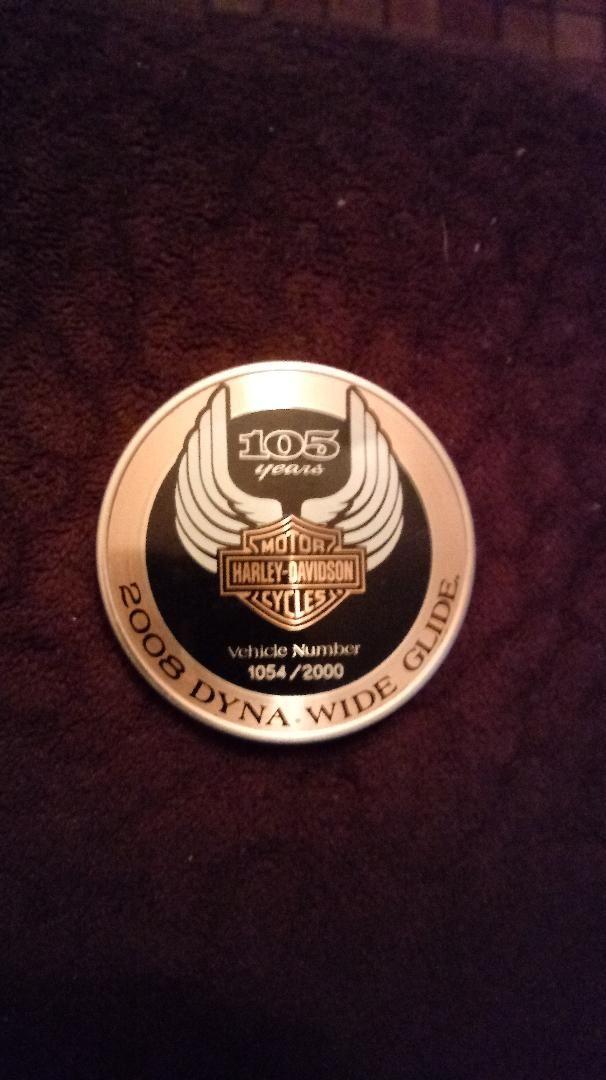 105
years
MOTOR
HARLEY-DAVIDSON
CYCLES
Vehicle Number
1054/2000
2008 DYNA WIDE GLIDE